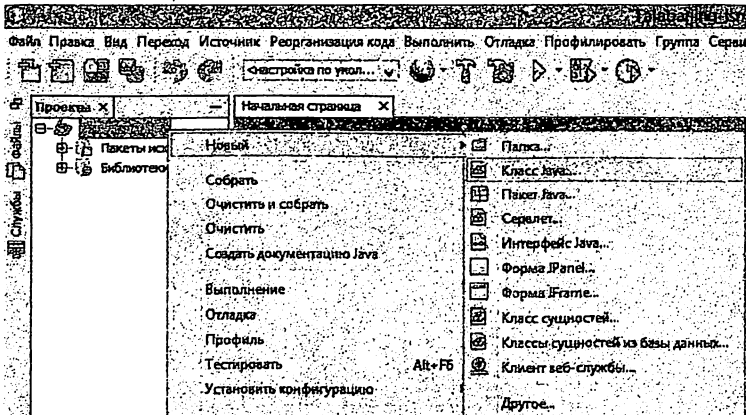 Файл Правка Вид Переход Источник Реорганизация кода Выполнить Отладка Профилировать Группа
<настройка по умол...
Проекты
Начальная страница
Файлы
Службы
Пакеты исх
Библиотеки
Новый
Собрать
Очистить и собрать
Очистить
Создать документацию Java
Выполнение
Отладка
Профиль
Тестировать Alt+F6
Установить конфигурацию
Папка...
Класс Java...
Пакет Java...
Сервлет...
Интерфейс Java...
Форма JPanel...
Форма JFrame...
Класс сущностей...
Классы сущностей из базы данных...
Клиент веб-службы...
Другое...